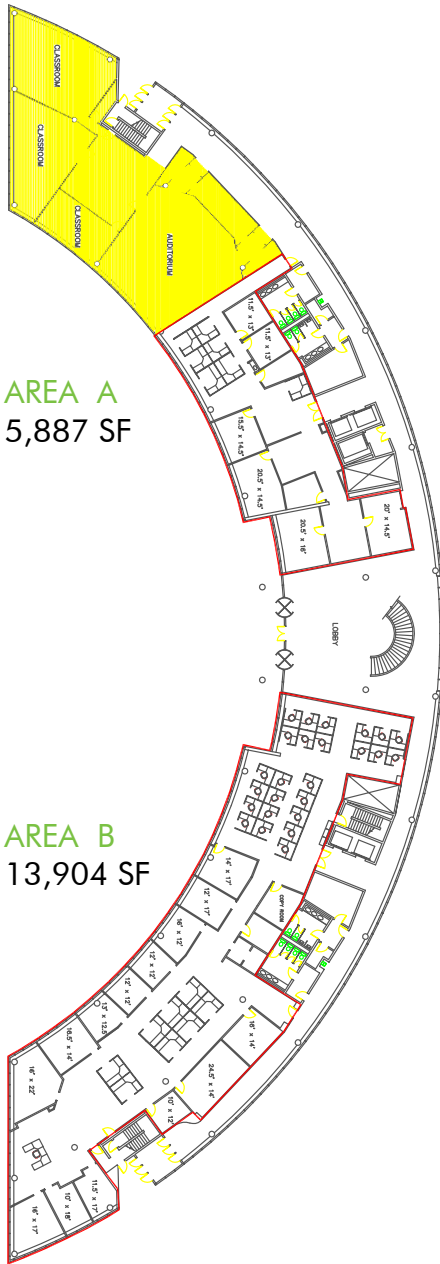 CLASSROOM
CLASSROOM
CLASSROOM
AUDITORIUM
11.5' x 13'
11.5' x 13'
15.5' x 14.5'
20.5' x 14.5'
20.5' x 16'
20' x 14.5'
AREA A
5,887 SF
LOBBY
AREA B
13,904 SF
14' x 17'
12' x 17'
COPY ROOM
16' x 12'
12' x 12'
12' x 12'
13' x 12.5'
16.5' x 14'
16' x 22'
16' x 14'
24.5' x 14'
10' x 12'
11.5' x 17'
10' x 18'
16' x 17'